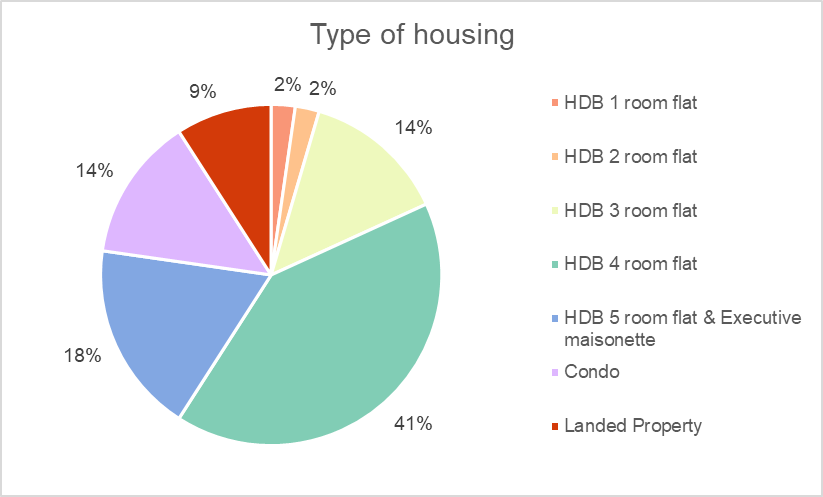 Type of housing
2%
2%
9%
14%
14%
18%
41%
HDB 1 room flat
HDB 2 room flat
HDB 3 room flat
HDB 4 room flat
HDB 5 room flat & Executive
maisonette
Condo
Landed Property